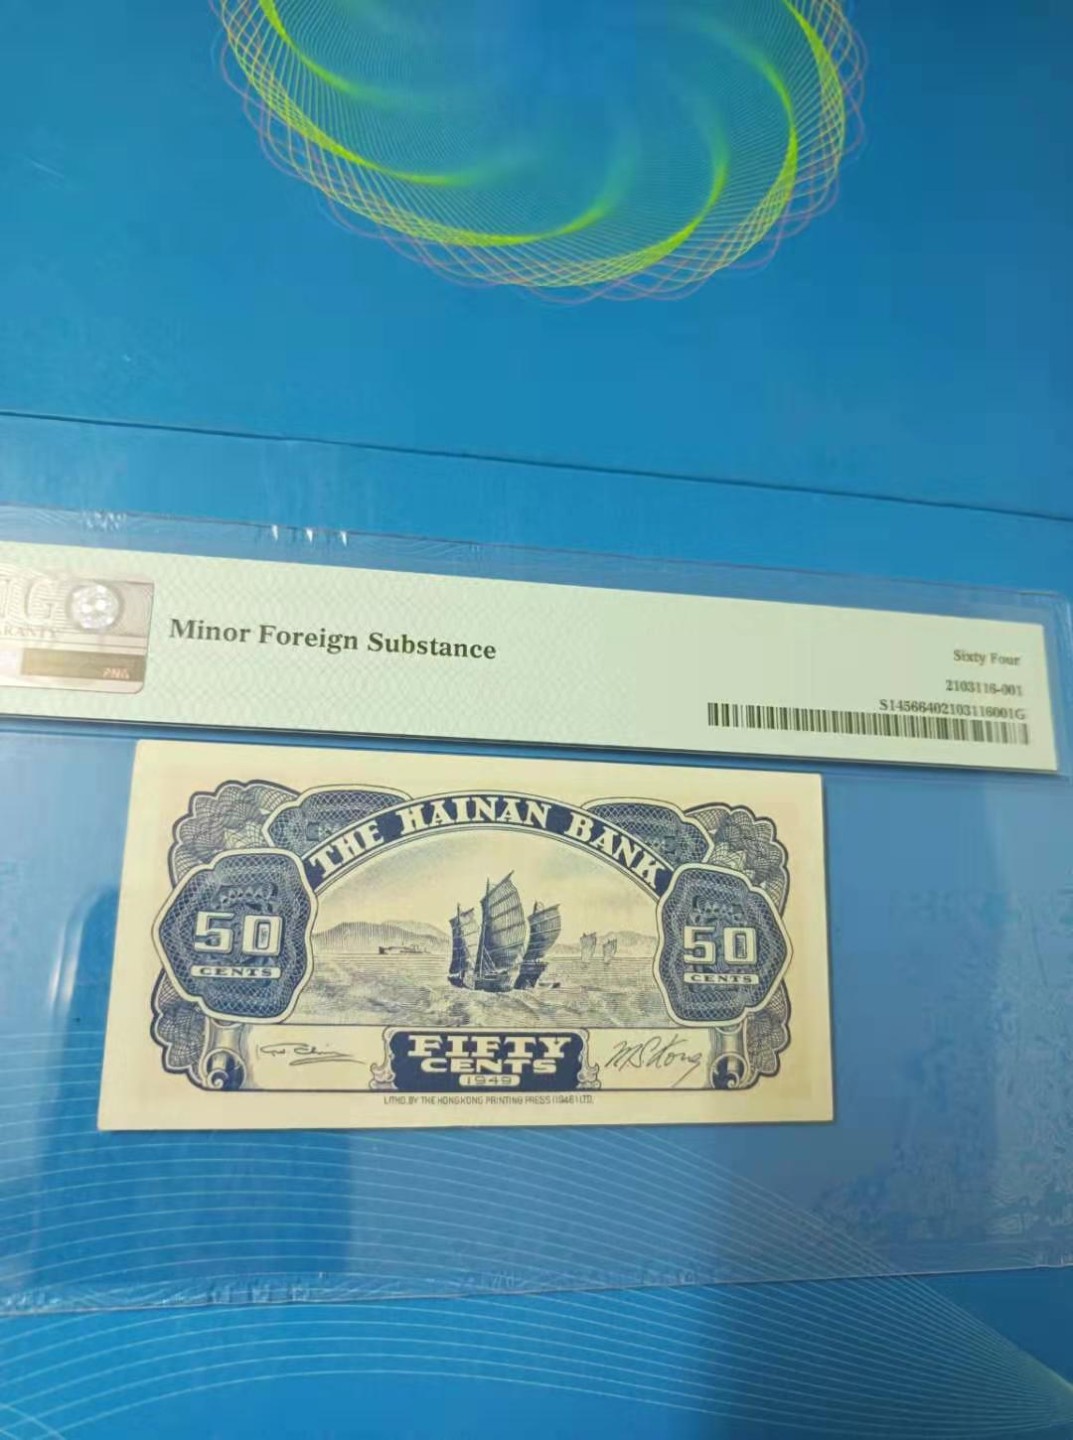 Minor Foreign Substance
Sixty Four
2103116-001
S14566402103116001G
THE HAINAN BANK
50
CENTS
50
CENTS
FIFTY
CENTS
1949
LITHO. BY THE HONGKONG PRINTING PRESS (1946) LTD.